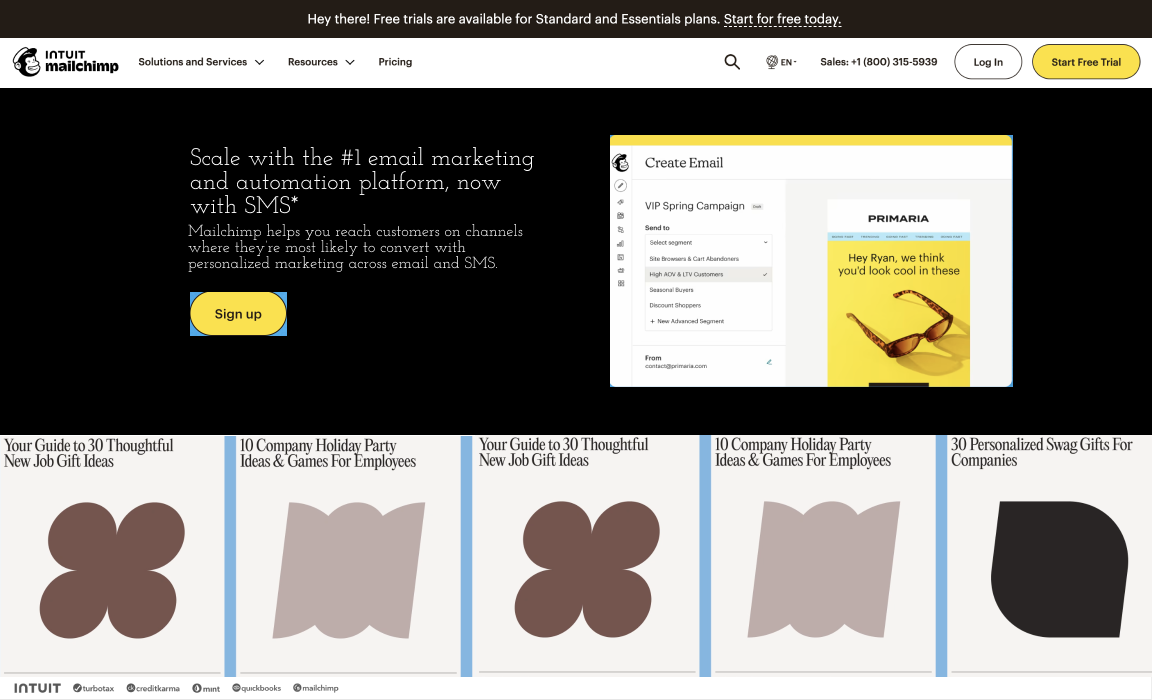 Hey there! Free trials are available for Standard and Essentials plans. Start for free today.
INTUIT
mailchimp
Solutions and Services
Resources
Pricing
EN
Sales: +1 (800) 315-5939
Log In
Start Free Trial
Scale with the #1 email marketing
and automation platform, now
with SMS*
Mailchimp helps you reach customers on channels
where they're most likely to convert with
personalized marketing across email and SMS.
Sign up
Create Email
VIP Spring Campaign
Draft
Send to
Select segment
Site Browsers & Cart Abandoners
High AOV & LTV Customers
Seasonal Buyers
Discount Shoppers
+ New Advanced Segment
From
contact@primaria.com
PRIMARIA
Hey Ryan, we think
you'd look cool in these
Your Guide to 30 Thoughtful
New Job Gift Ideas
10 Company Holiday Party
Ideas & Games For Employees
Your Guide to 30 Thoughtful
New Job Gift Ideas
10 Company Holiday Party
Ideas & Games For Employees
30 Personalized Swag Gifts For
Companies
INTUIT
turbotax
creditkarma
mint
quickbooks
mailchimp